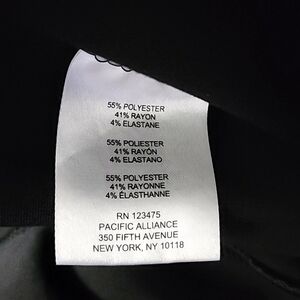 55% POLYESTER
41% RAYON
4% ELASTANE
55% POLIESTER
41% RAYÓN
4% ELASTANO
55% POLYESTER
41% RAYONNE
4% ÉLASTHANNE
RN 123475
PACIFIC ALLIANCE
350 FIFTH AVENUE
NEW YORK, NY 10118